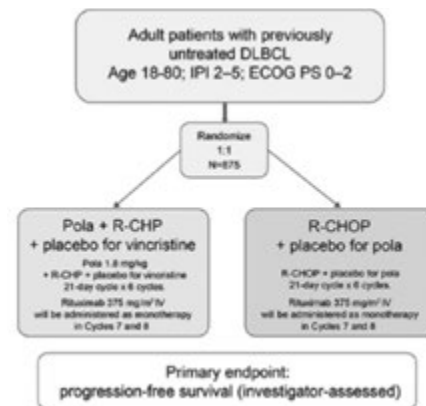 Adult patients with previously
untreated DLBCL
Age 18-80; IPI 2–5; ECOG PS 0–2
Randomize
1:1
N=875
Pola + R-CHP
+ placebo for vincristine
Pola 1.8 mg/kg
+ R-CHP + placebo for vincristine
21-day cycle x 6 cycles.
Rituximab 375 mg/m² IV
will be administered as monotherapy
in Cycles 7 and 8
R-CHOP
+ placebo for pola
R-CHOP + placebo for pola
21-day cycle x 6 cycles.
Rituximab 375 mg/m² IV
will be administered as monotherapy
in Cycles 7 and 8
Primary endpoint:
progression-free survival (investigator-assessed)